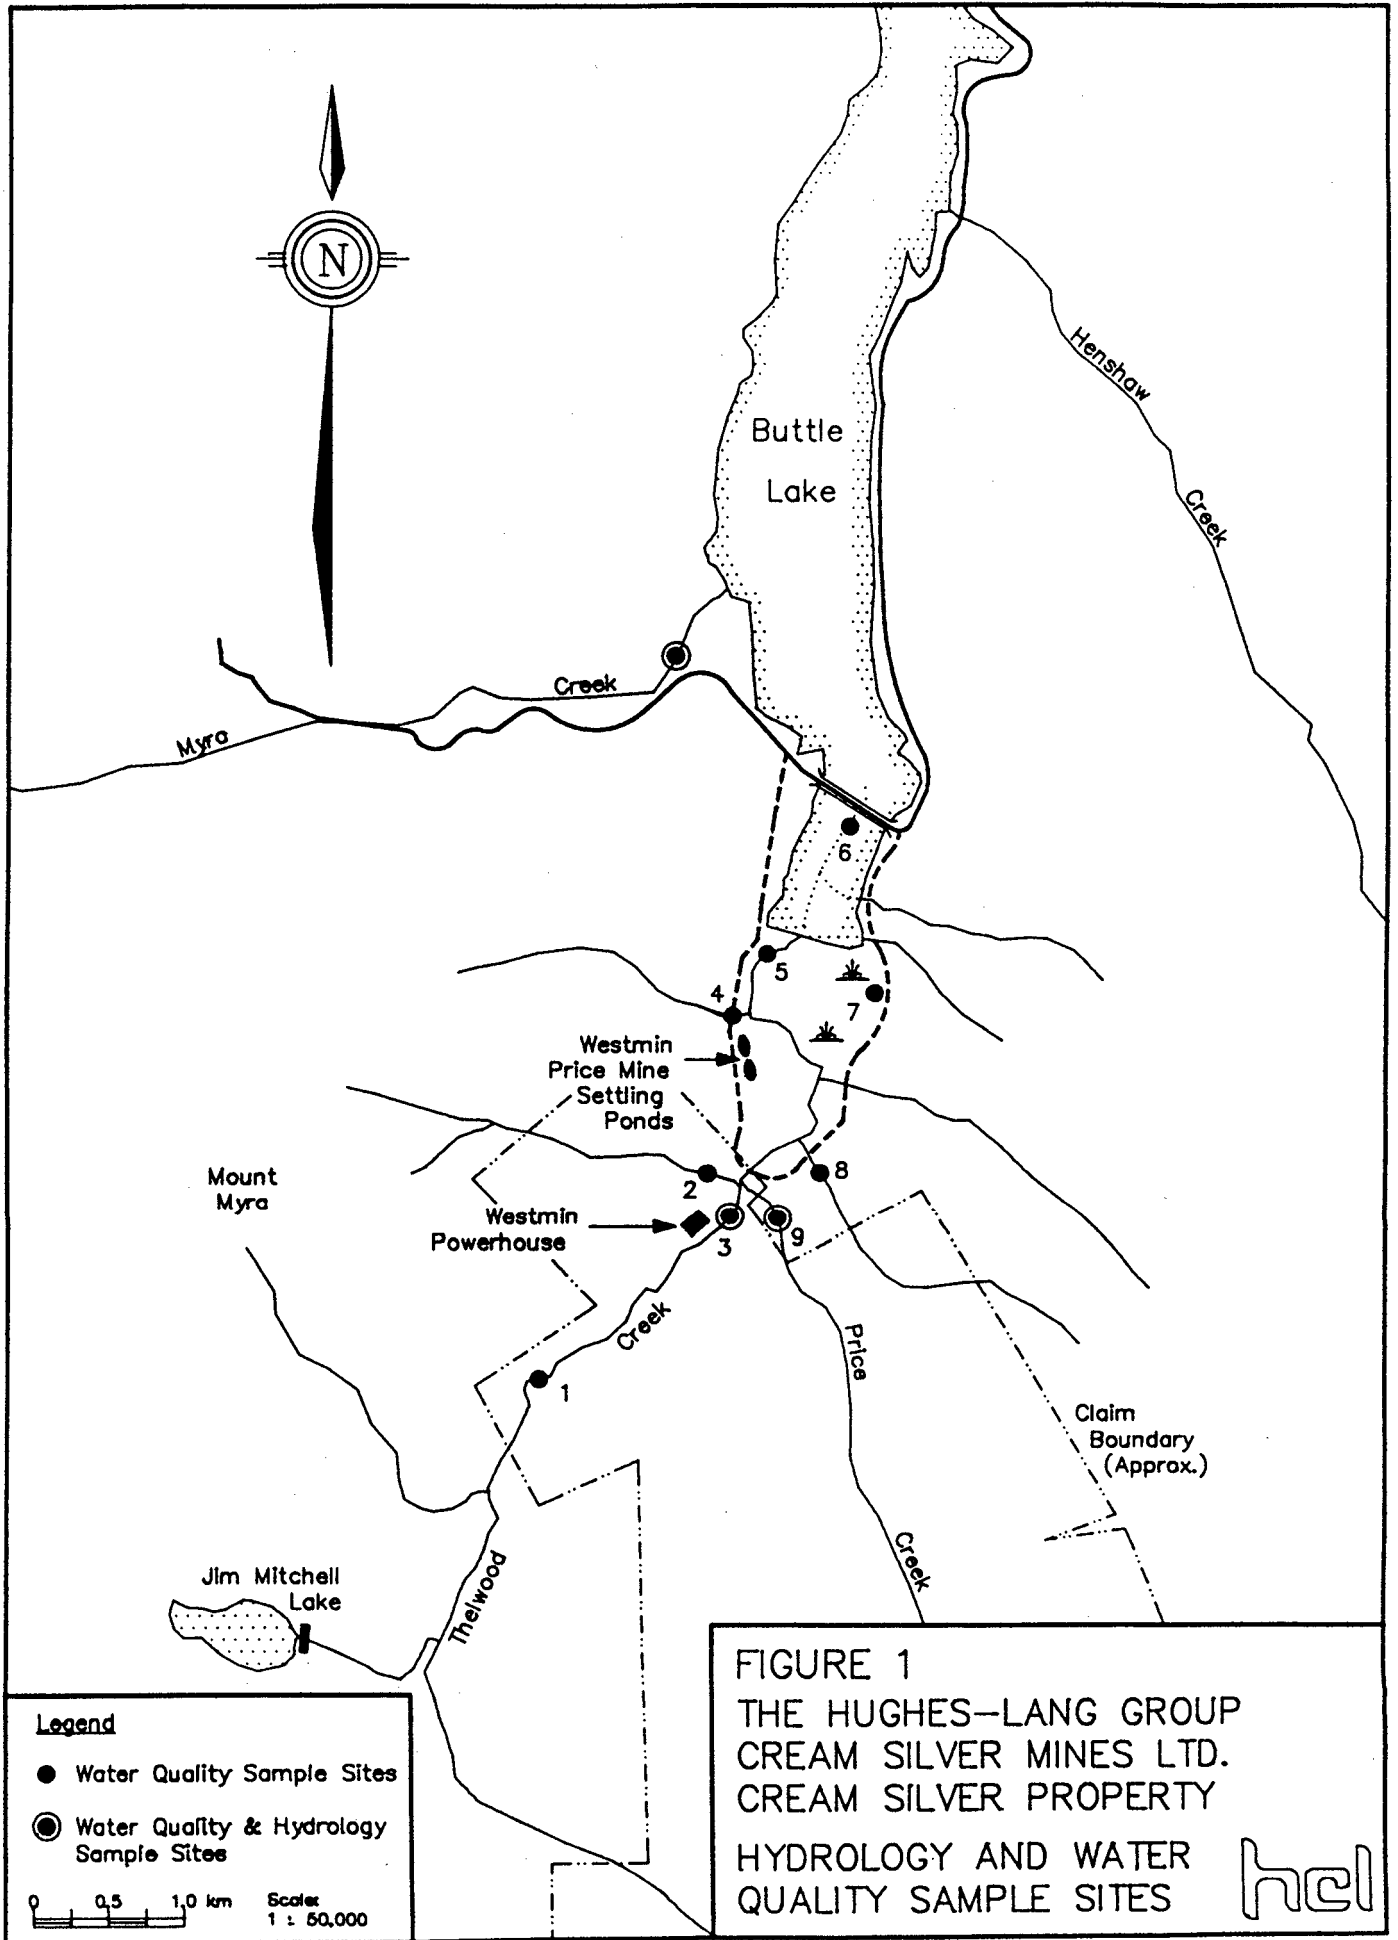 N
Buttle
Lake
Henshaw
Creek
Creek
Myra
6
5
4
7
Westmin
Price Mine
Settling
Ponds
Mount
Myra
2
8
Westmin
Powerhouse
3
9
Creek
Price
1
Claim
Boundary
(Approx.)
Creek
Thelwood
Jim Mitchell
Lake
Legend
Water Quality Sample Sites
Water Quality & Hydrology
Sample Sites
0 0.5 1.0 km
Scale:
1 : 50,000
FIGURE 1
THE HUGHES-LANG GROUP
CREAM SILVER MINES LTD.
CREAM SILVER PROPERTY
HYDROLOGY AND WATER
QUALITY SAMPLE SITES
hcl